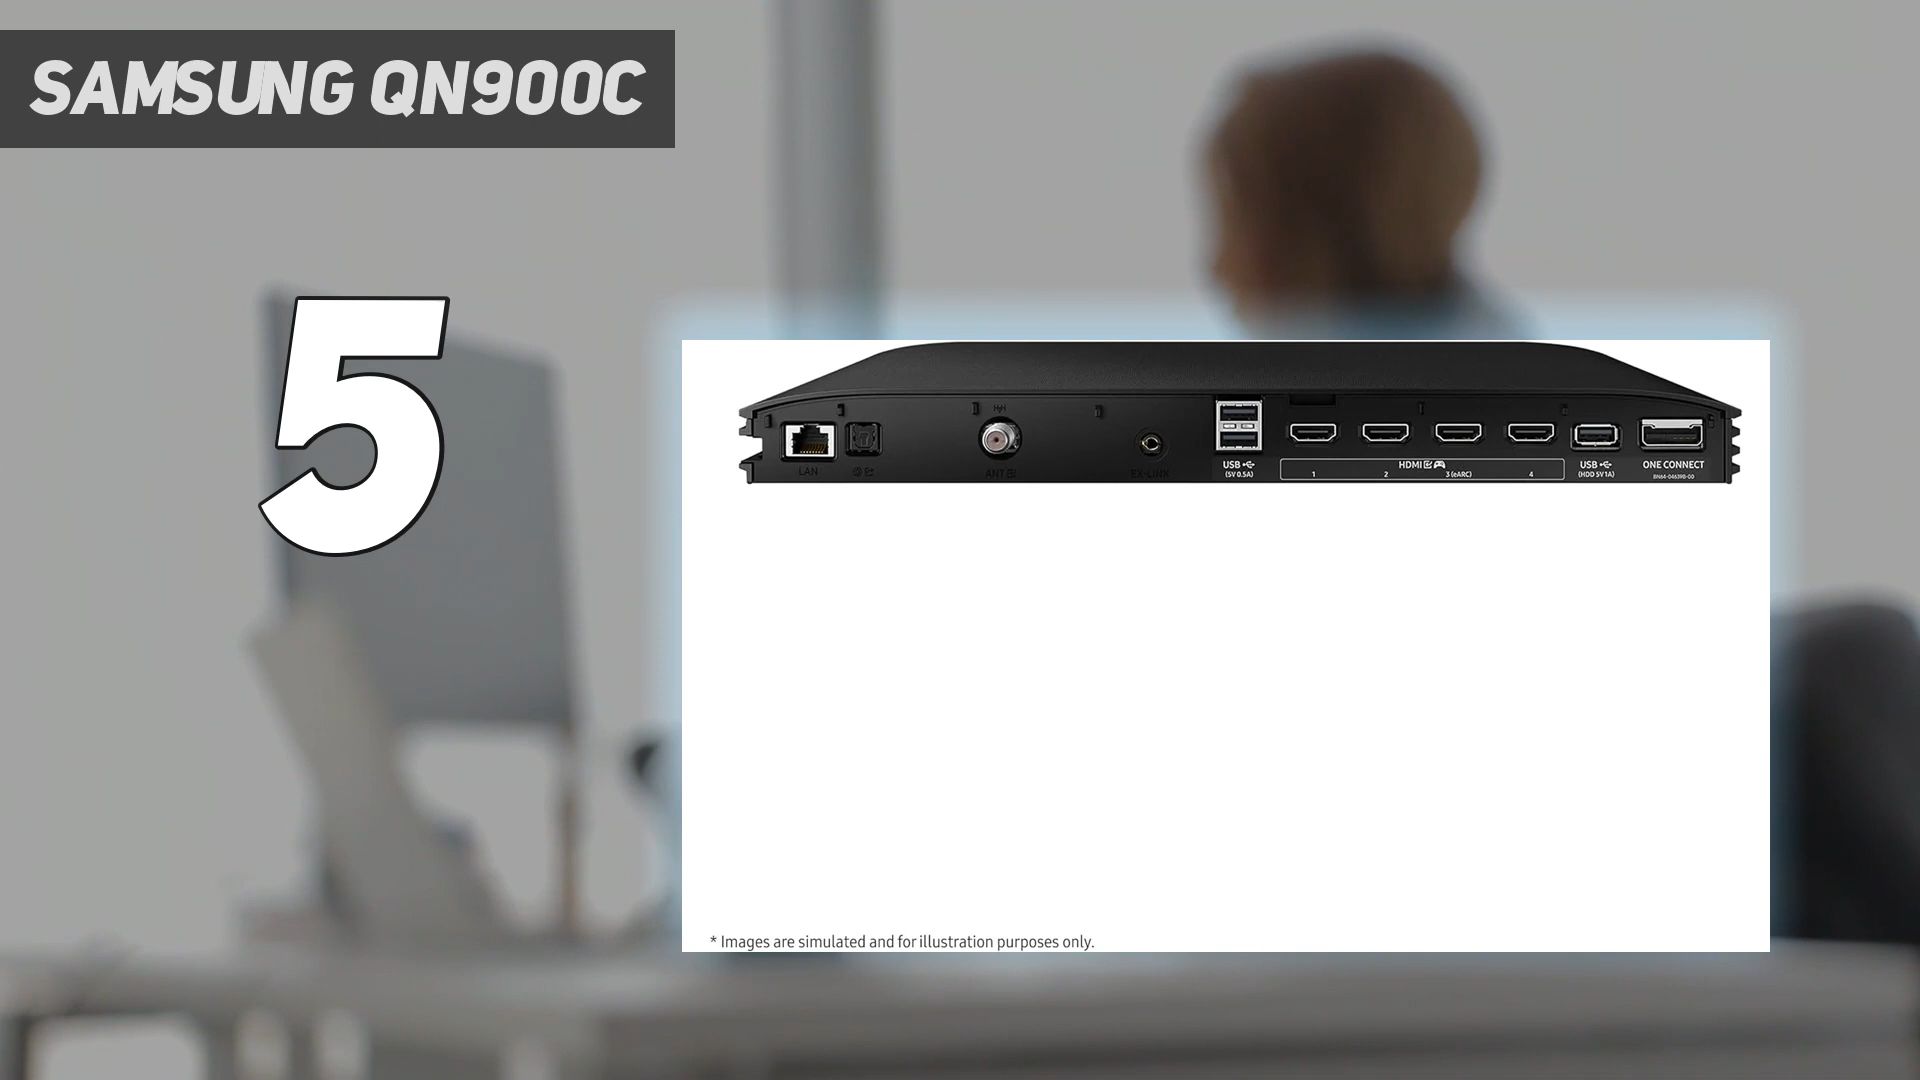 SAMSUNG QN900C
5
LAN
ANT
EX-LINK
USB
(5V 0.5A)
HDMI
1 2 3 (eARC) 4
USB
(HDD 5V 1A)
ONE CONNECT
* Images are simulated and for illustration purposes only.